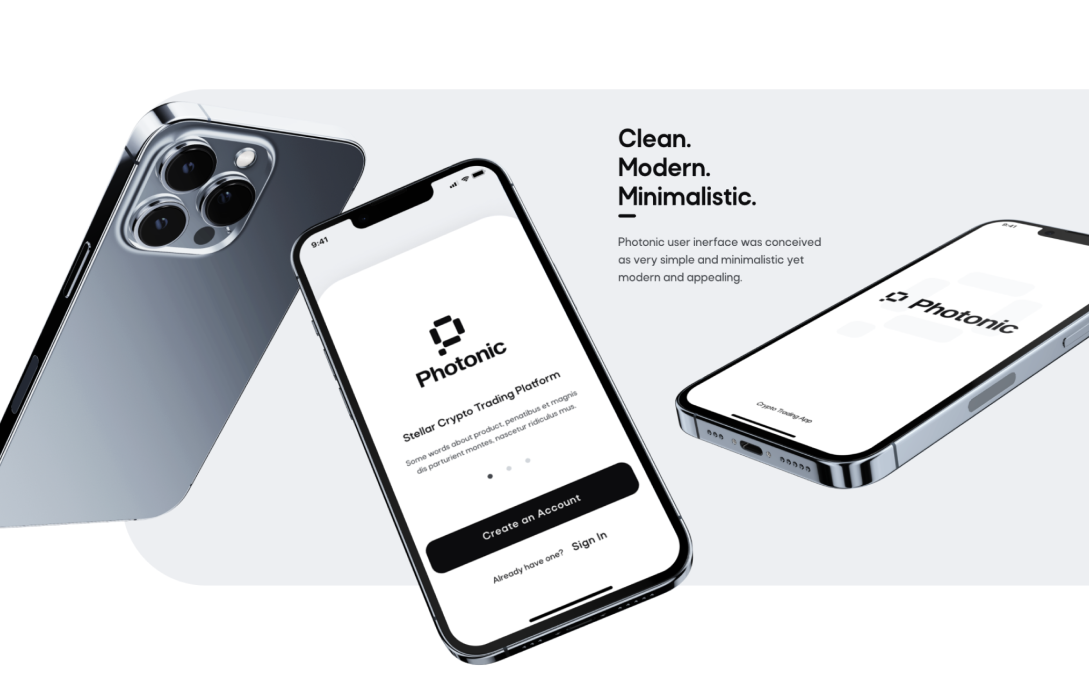 Clean.
Modern.
Minimalistic.
Photonic user inerface was conceived
as very simple and minimalistic yet
modern and appealing.
9:41
Photonic
Stellar Crypto Trading Platform
Some words about product, penatibus et magnis
dis parturient montes, nascetur ridiculus mus.
Create an Account
Already have one? Sign In
9:41
Photonic
Crypto Trading App